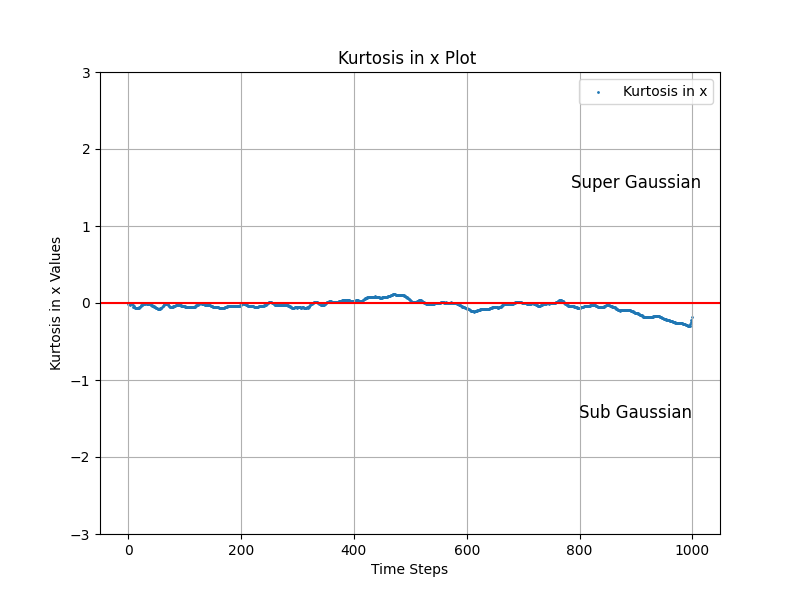 Kurtosis in x Plot
3
Kurtosis in x
2
Super Gaussian
1
Kurtosis in x Values
0
−1
Sub Gaussian
−2
−3
0 200 400 600 800 1000
Time Steps